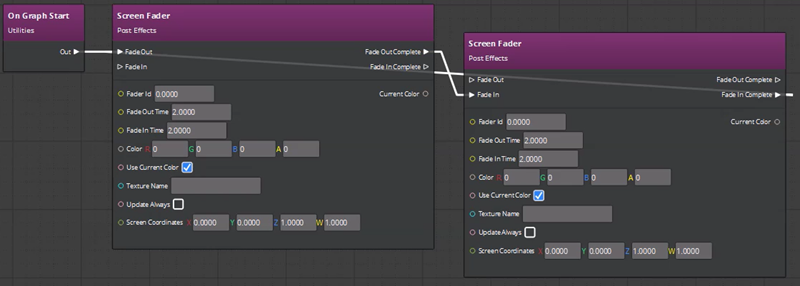 On Graph Start
Utilities
Out
Screen Fader
Post Effects
Fade Out Fade Out Complete
Fade In Fade In Complete
Fader Id 0.0000 Current Color
Fade Out Time 2.0000
Fade In Time 2.0000
Color R 0 G 0 B 0 A 0
Use Current Color
Texture Name
Update Always
Screen Coordinates X 0.0000 Y 0.0000 Z 1.0000 W 1.0000
Screen Fader
Post Effects
Fade Out Fade Out Complete
Fade In Fade In Complete
Fader Id 0.0000 Current Color
Fade Out Time 2.0000
Fade In Time 2.0000
Color R 0 G 0 B 0 A 0
Use Current Color
Texture Name
Update Always
Screen Coordinates X 0.0000 Y 0.0000 Z 1.0000 W 1.0000